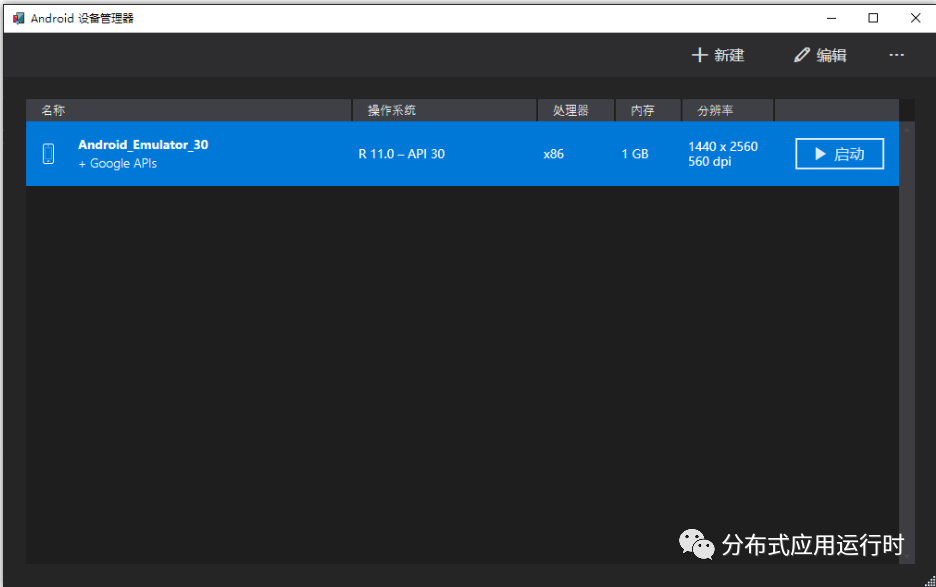 Android 设备管理器
新建 编辑 ...
名称 操作系统 处理器 内存 分辨率
Android_Emulator_30
+ Google APIs
R 11.0 – API 30
x86
1 GB
1440 x 2560
560 dpi
启动
分布式应用运行时